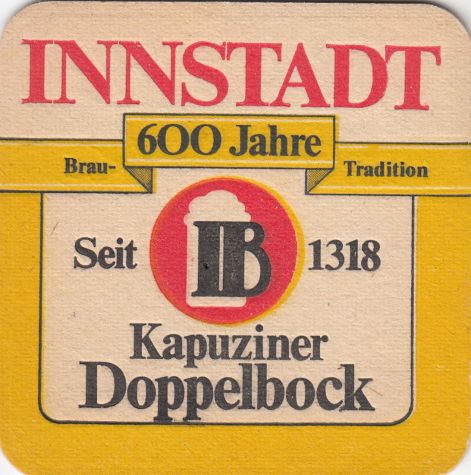 INNSTADT
600 Jahre
Brau- Tradition
Seit IB 1318
Kapuziner
Doppelbock